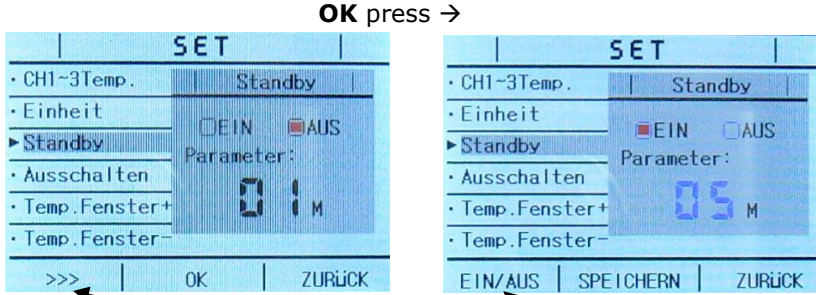 OK press →
SET
· CH1~3Temp.
· Einheit
▶ Standby
· Ausschalten
· Temp.Fenster+
· Temp.Fenster-
Standby
EIN AUS
Parameter:
01 M
>>> OK ZURÜCK
SET
· CH1~3Temp.
· Einheit
▶ Standby
· Ausschalten
· Temp.Fenster+
· Temp.Fenster-
Standby
EIN AUS
Parameter:
05 M
EIN/AUS SPEICHERN ZURÜCK